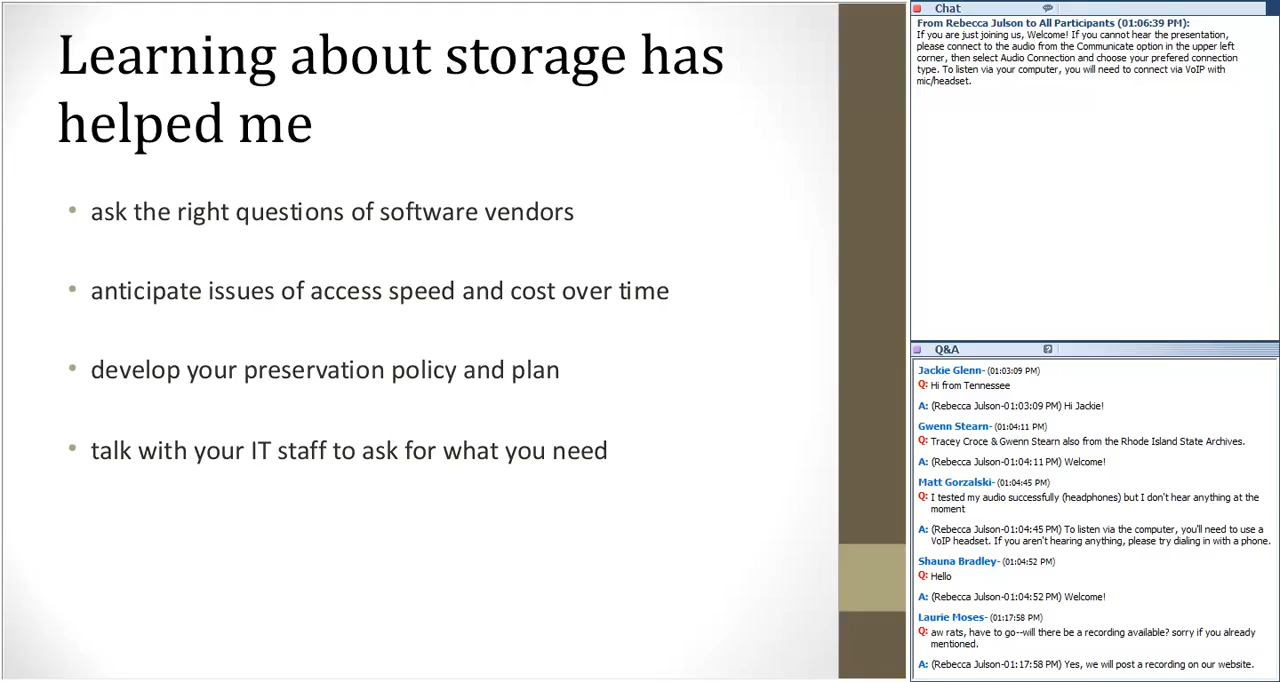 Learning about storage has
helped me
• ask the right questions of software vendors
• anticipate issues of access speed and cost over time
• develop your preservation policy and plan
• talk with your IT staff to ask for what you need
Chat
From Rebecca Julson to All Participants (01:06:39 PM):
If you are just joining us, Welcome! If you cannot hear the presentation,
please connect to the audio from the Communicate option in the upper left
corner, then select Audio Connection and choose your prefered connection
type. To listen via your computer, you will need to connect via VoIP with
mic/headset.
Q&A
Jackie Glenn- (01:03:09 PM)
Q: Hi from Tennessee
A: (Rebecca Julson-01:03:09 PM) Hi Jackie!
Gwenn Stearn- (01:04:11 PM)
Q: Tracey Croce & Gwenn Stearn also from the Rhode Island State Archives.
A: (Rebecca Julson-01:04:11 PM) Welcome!
Matt Gorzalski- (01:04:45 PM)
Q: I tested my audio successfully (headphones) but I don't hear anything at the
moment
A: (Rebecca Julson-01:04:45 PM) To listen via the computer, you'll need to use a
VoIP headset. If you aren't hearing anything, please try dialing in with a phone.
Shauna Bradley- (01:04:52 PM)
Q: Hello
A: (Rebecca Julson-01:04:52 PM) Welcome!
Laurie Moses- (01:17:58 PM)
Q: aw rats, have to go--will there be a recording available? sorry if you already
mentioned.
A: (Rebecca Julson-01:17:58 PM) Yes, we will post a recording on our website.